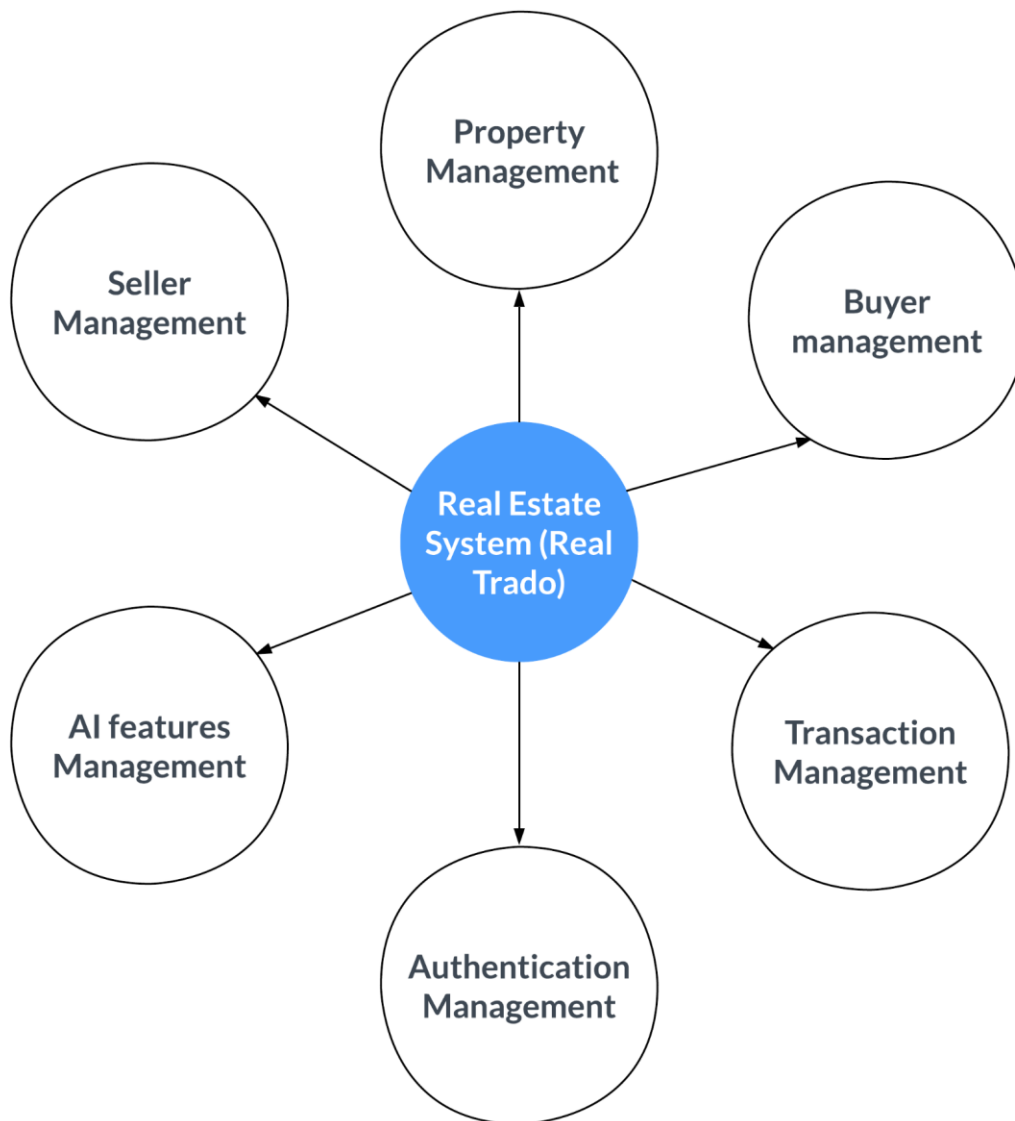 Property
Management
Seller
Management
Buyer
management
Real Estate
System (Real
Trado)
AI features
Management
Transaction
Management
Authentication
Management